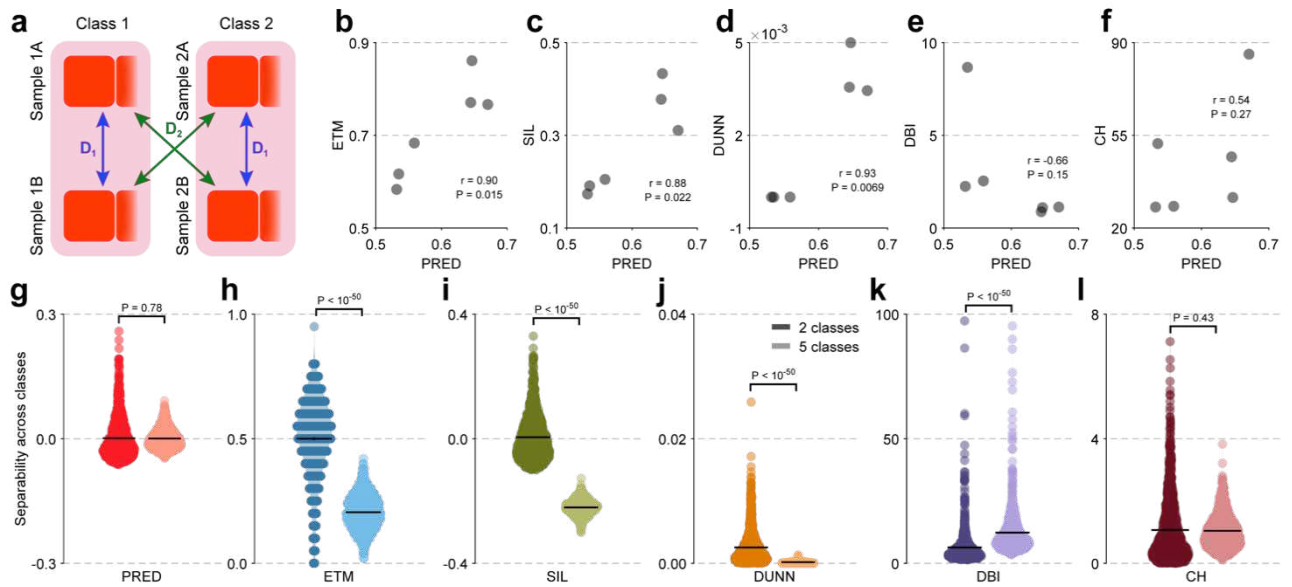 a
Class 1
Class 2
Sample 1A
Sample 2A
D1
D2
D1
Sample 1B
Sample 2B
b
0.9
0.7
0.5
ETM
r = 0.90
P = 0.015
0.5
0.6
0.7
PRED
c
0.5
0.3
0.1
SIL
r = 0.88
P = 0.022
0.5
0.6
0.7
PRED
d
×10⁻³
5
2
-1
DUNN
r = 0.93
P = 0.0069
0.5
0.6
0.7
PRED
e
10
5
0
DBI
r = -0.66
P = 0.15
0.5
0.6
0.7
PRED
f
90
55
20
CH
r = 0.54
P = 0.27
0.5
0.6
0.7
PRED
g
Separability across classes
0.3
0.0
-0.3
P = 0.78
PRED
h
1.0
0.5
0.0
P < 10⁻⁵⁰
ETM
i
0.4
0.0
-0.4
P < 10⁻⁵⁰
SIL
j
0.04
0.02
0.00
2 classes
5 classes
P < 10⁻⁵⁰
DUNN
k
100
50
0
P < 10⁻⁵⁰
DBI
l
8
4
0
P = 0.43
CH